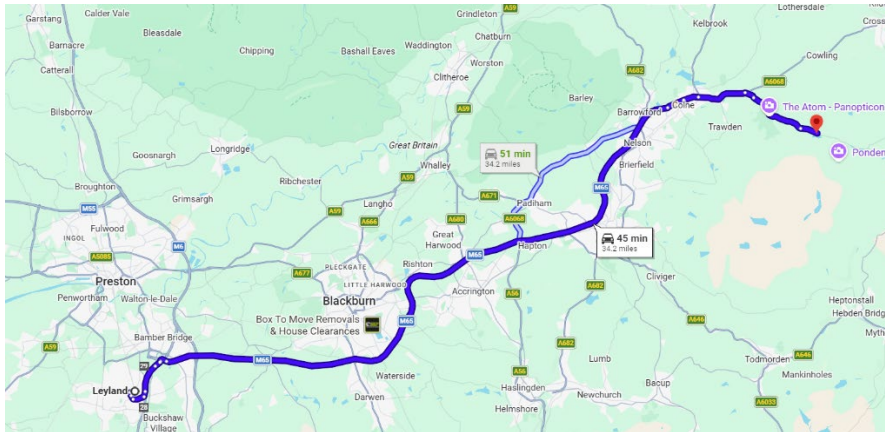 Garstang
Calder Vale
Bleasdale
Barnacre
Catterall
Bilsborrow
Chipping
Bashall Eaves
Waddington
Grindleton
A59
Chatburn
Worston
Clitheroe
A59
Kelbrook
Lothersdale
Cross
Cowling
A682
A6068
Barley
Barrowford
Colne
The Atom - Panopticon
Trawden
Ponden
Nelson
Brierfield
Great Britain
51 min
34.2 miles
Longridge
Goosnargh
Whalley
Ribchester
Grimsargh
Broughton
M55
Fulwood
INGOL
A5085
M6
Preston
Penwortham
Walton-le-Dale
A59
Bamber Bridge
A59
Langho
A666
A59
A671
A680
A6068
Padiham
M65
Great
Harwood
Hapton
45 min
34.2 miles
Cliviger
PLECKGATE
Rishton
M65
A677
LITTLE HARWOOD
Blackburn
Accrington
A56
A682
A646
Heptonstall
Hebden Bridge
Box To Move Removals
& House Clearances
M65
Myth
29
M65
Waterside
Darwen
Leyland
28
Buckshaw
Village
A682
Lumb
A56
Haslingden
Helmshore
Newchurch
Bacup
Todmorden
A646
Mankinholes
A6033